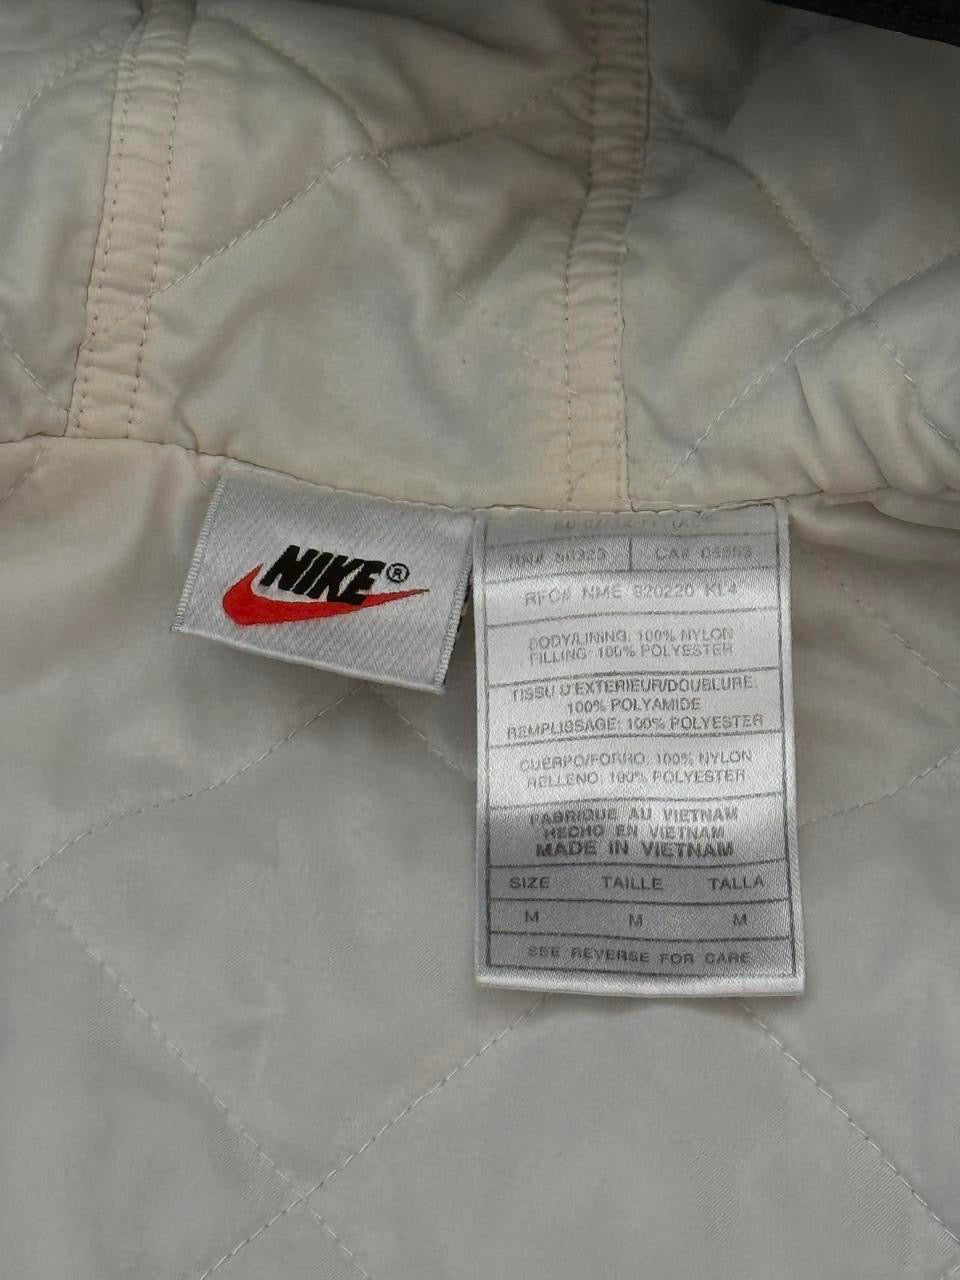 NIKE®
RN# 56323 CA# 05553
RFC# NME 920220 KL4
BODY/LINING: 100% NYLON
FILLING: 100% POLYESTER
TISSU D'EXTERIEUR/DOUBLURE:
100% POLYAMIDE
REMPLISSAGE: 100% POLYESTER
CUERPO/FORRO: 100% NYLON
RELLENO: 100% POLYESTER
FABRIQUE AU VIETNAM
HECHO EN VIETNAM
MADE IN VIETNAM
SIZE TAILLE TALLA
M M M
SEE REVERSE FOR CARE